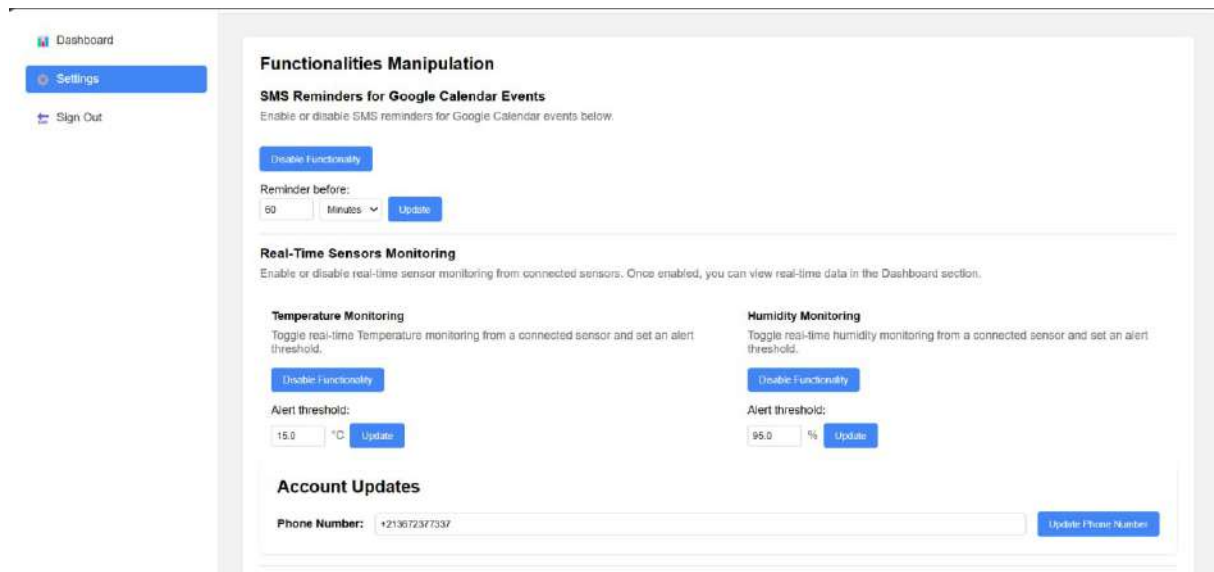 Dashboard
Settings
Sign Out
Functionalities Manipulation
SMS Reminders for Google Calendar Events
Enable or disable SMS reminders for Google Calendar events below.
Disable Functionality
Reminder before:
60 Minutes Update
Real-Time Sensors Monitoring
Enable or disable real-time sensor monitoring from connected sensors. Once enabled, you can view real-time data in the Dashboard section.
Temperature Monitoring
Toggle real-time Temperature monitoring from a connected sensor and set an alert
threshold.
Disable Functionality
Alert threshold:
15.0 °C Update
Humidity Monitoring
Toggle real-time humidity monitoring from a connected sensor and set an alert
threshold.
Disable Functionality
Alert threshold:
95.0 % Update
Account Updates
Phone Number: +213672377337 Update Phone Number